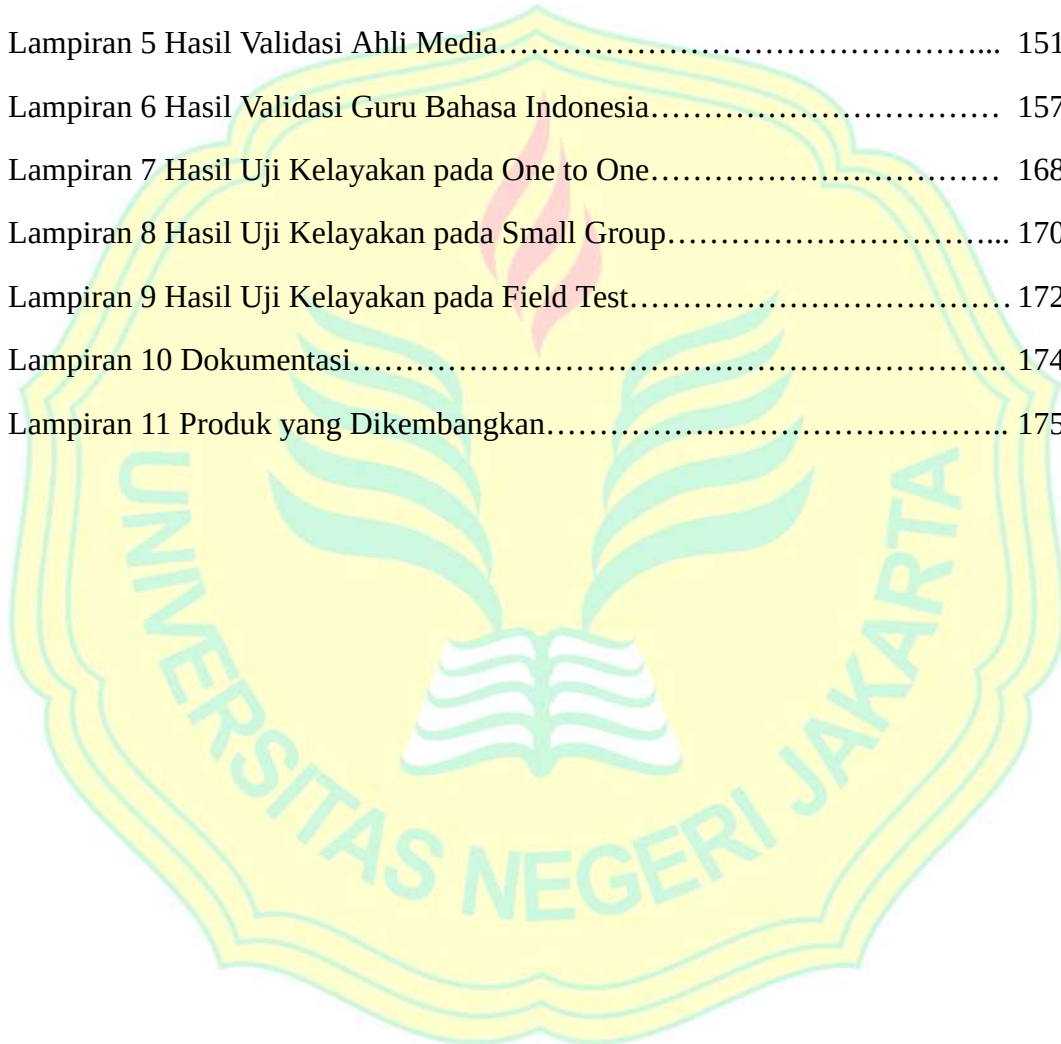 Lampiran 5 Hasil Validasi Ahli Media………………………………………………... 151
Lampiran 6 Hasil Validasi Guru Bahasa Indonesia…………………………… 157
Lampiran 7 Hasil Uji Kelayakan pada One to One…………………………… 168
Lampiran 8 Hasil Uji Kelayakan pada Small Group…………………………... 170
Lampiran 9 Hasil Uji Kelayakan pada Field Test……………………………… 172
Lampiran 10 Dokumentasi…………………………………………………………….. 174
Lampiran 11 Produk yang Dikembangkan………………………………………….. 175
UNIVERSITAS NEGERI JAKARTA